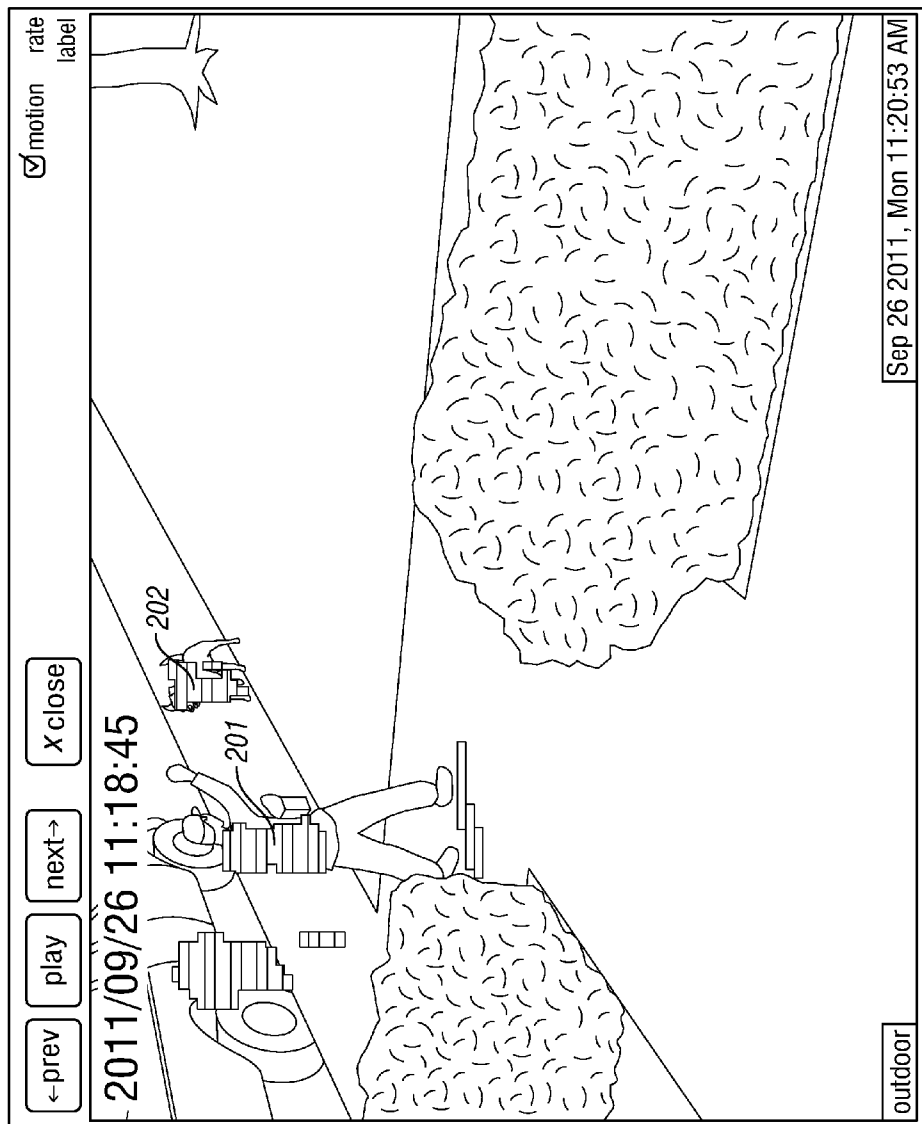 ←prev play next→ x close ☑ motion rate
label
2011/09/26 11:18:45
202
201
outdoor Sep 26 2011, Mon 11:20:53 AM